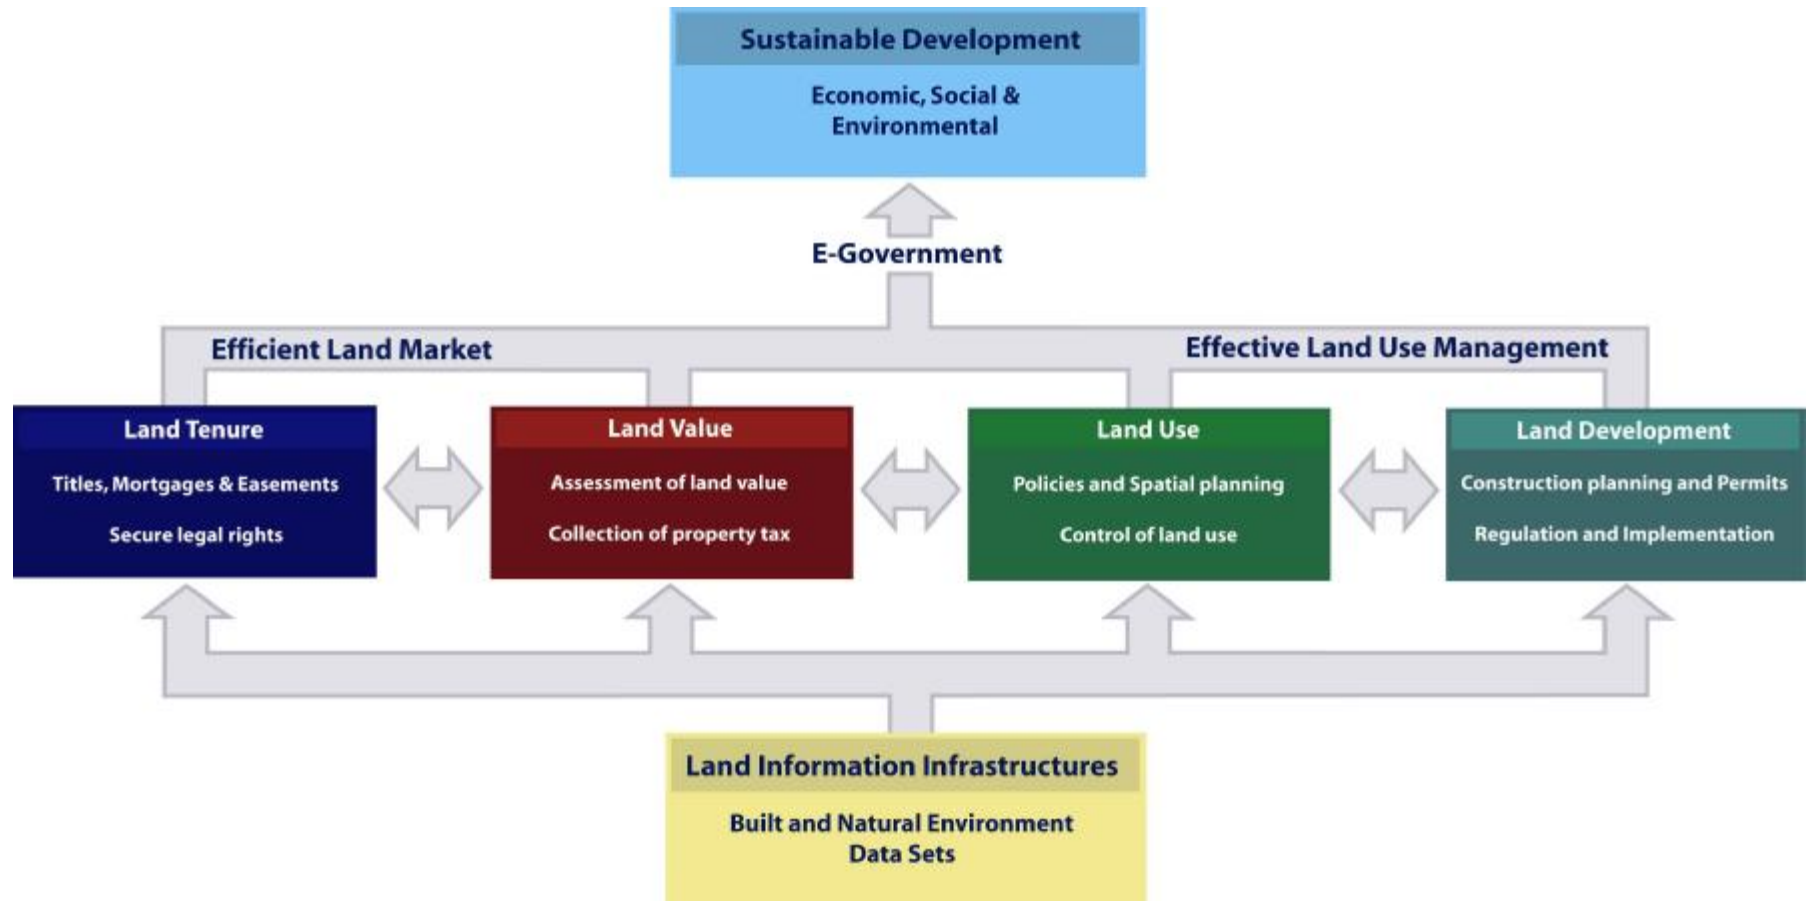 Sustainable Development
Economic, Social &
Environmental
E-Government
Efficient Land Market
Effective Land Use Management
Land Tenure
Titles, Mortgages & Easements
Secure legal rights
Land Value
Assessment of land value
Collection of property tax
Land Use
Policies and Spatial planning
Control of land use
Land Development
Construction planning and Permits
Regulation and Implementation
Land Information Infrastructures
Built and Natural Environment
Data Sets